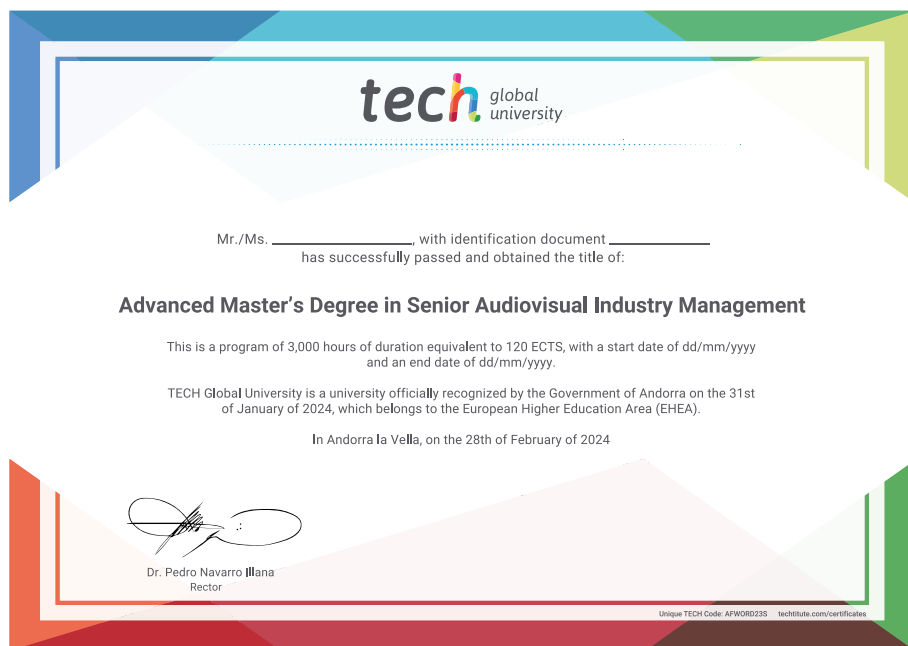 tech global
university
Mr./Ms. ____________, with identification document ____________
has successfully passed and obtained the title of:
Advanced Master's Degree in Senior Audiovisual Industry Management
This is a program of 3,000 hours of duration equivalent to 120 ECTS, with a start date of dd/mm/yyyy
and an end date of dd/mm/yyyy.
TECH Global University is a university officially recognized by the Government of Andorra on the 31st
of January of 2024, which belongs to the European Higher Education Area (EHEA).
In Andorra la Vella, on the 28th of February of 2024
Dr. Pedro Navarro Illana
Rector
Unique TECH Code: AFWORD23S techtitute.com/certificates